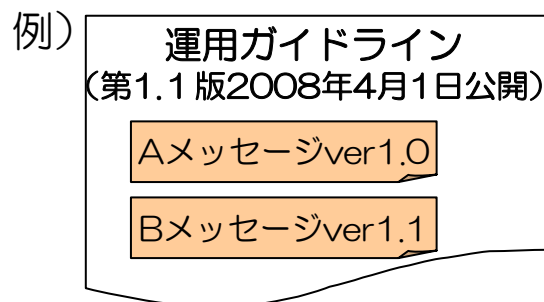 例）
運用ガイドライン
（第1.1版2008年4月1日公開）
Aメッセージver1.0
Bメッセージver1.1